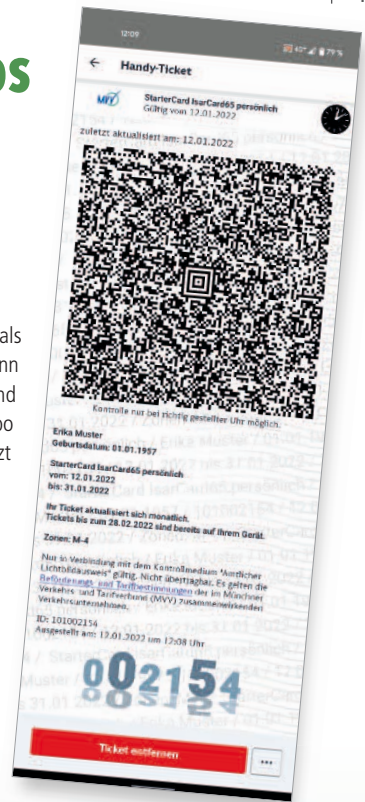 os
als
nn
nd
oo
zt
12:09
4G+ 79 %
← Handy-Ticket
MVV
StarterCard IsarCard65 persönlich
Gültig vom 12.01.2022
zuletzt aktualisiert am: 12.01.2022
Kontrolle nur bei richtig gestellter Uhr möglich.
Erika Muster
Geburtsdatum: 01.01.1957
StarterCard IsarCard65 persönlich
vom: 12.01.2022
bis: 31.01.2022
Ihr Ticket aktualisiert sich monatlich.
Tickets bis zum 28.02.2022 sind bereits auf Ihrem Gerät.
Zonen: M-4
Nur in Verbindung mit dem Kontrollmedium "Amtlicher
Lichtbildausweis" gültig. Nicht übertragbar. Es gelten die
Beförderungs- und Tarifbestimmungen der im Münchner
Verkehrs- und Tarifverbund (MVV) zusammenwirkenden
Verkehrsunternehmen.
ID: 101002154
Ausgestellt am: 12.01.2022 um 12:08 Uhr
002154
Ticket entfernen
...